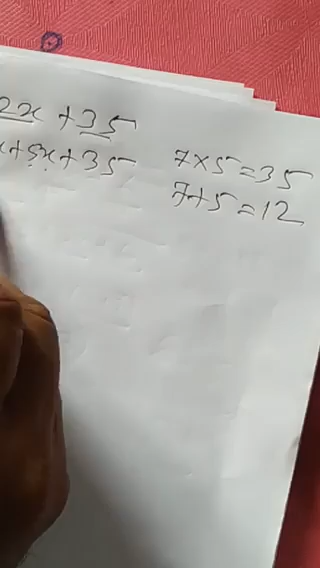 2x + 35
x + 5x + 35
7 × 5 = 35
7 + 5 = 12